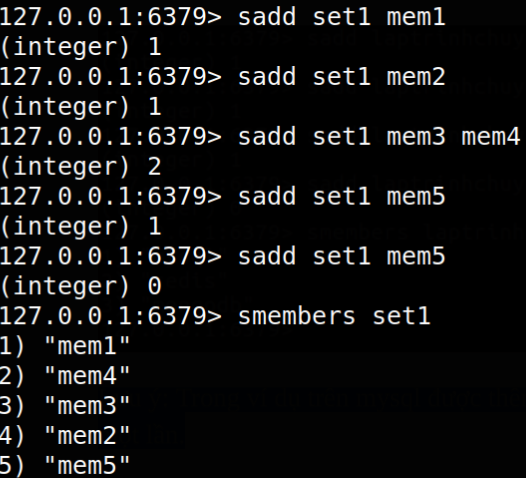 127.0.0.1:6379> sadd set1 mem1
(integer) 1
127.0.0.1:6379> sadd set1 mem2
(integer) 1
127.0.0.1:6379> sadd set1 mem3 mem4
(integer) 2
127.0.0.1:6379> sadd set1 mem5
(integer) 1
127.0.0.1:6379> sadd set1 mem5
(integer) 0
127.0.0.1:6379> smembers set1
1) "mem1"
2) "mem4"
3) "mem3"
4) "mem2"
5) "mem5"